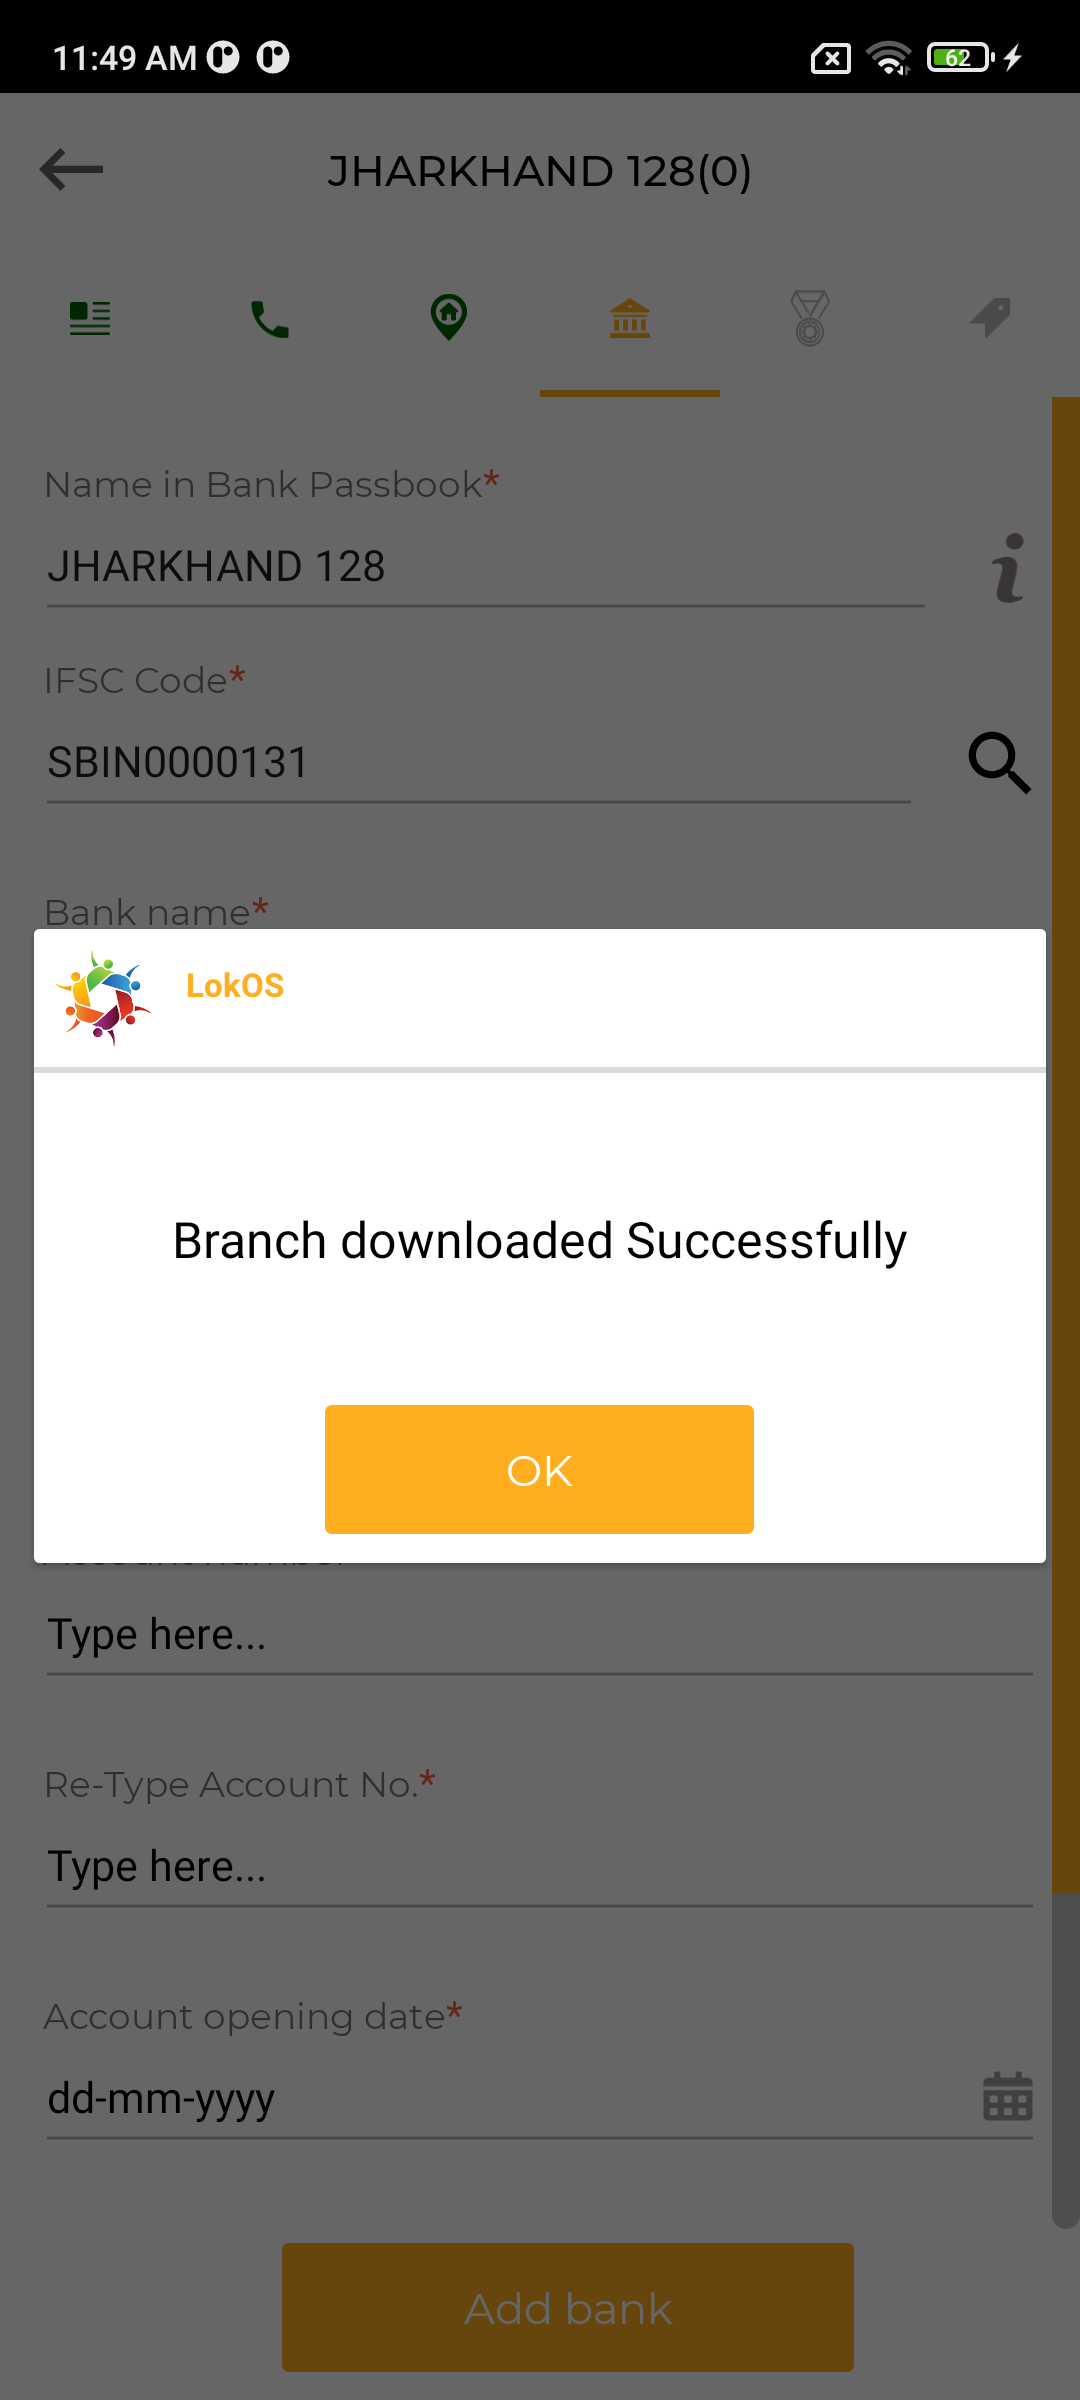 11:49 AM
62
JHARKHAND 128(0)
Name in Bank Passbook*
JHARKHAND 128
IFSC Code*
SBIN0000131
Bank name*
LokOS
Branch downloaded Successfully
OK
Type here...
Re-Type Account No.*
Type here...
Account opening date*
dd-mm-yyyy
Add bank